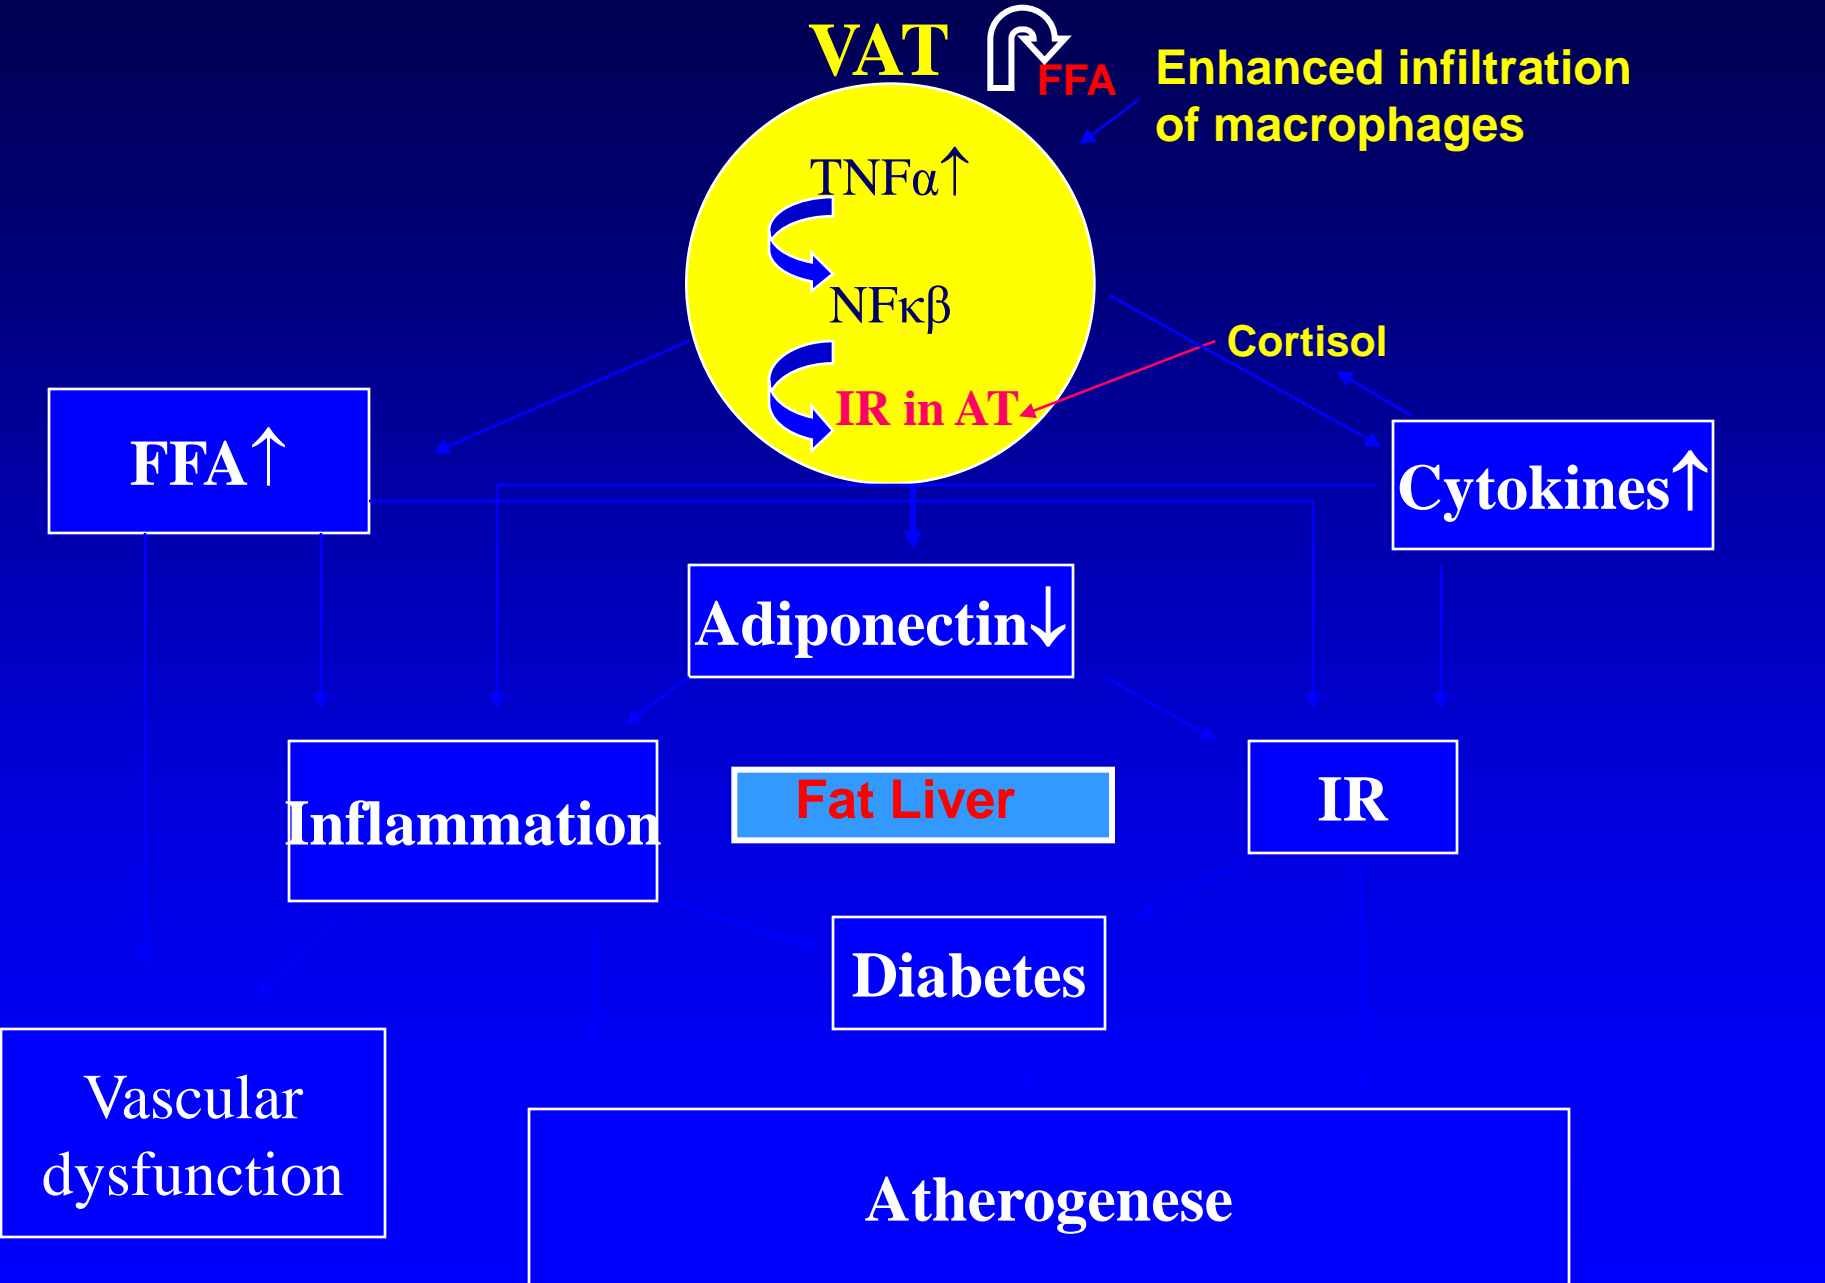 VAT
FFA
Enhanced infiltration
of macrophages
TNFα↑
NFκβ
Cortisol
IR in AT
FFA↑
Cytokines↑
Adiponectin↓
Inflammation
Fat Liver
IR
Diabetes
Vascular
dysfunction
Atherogenese